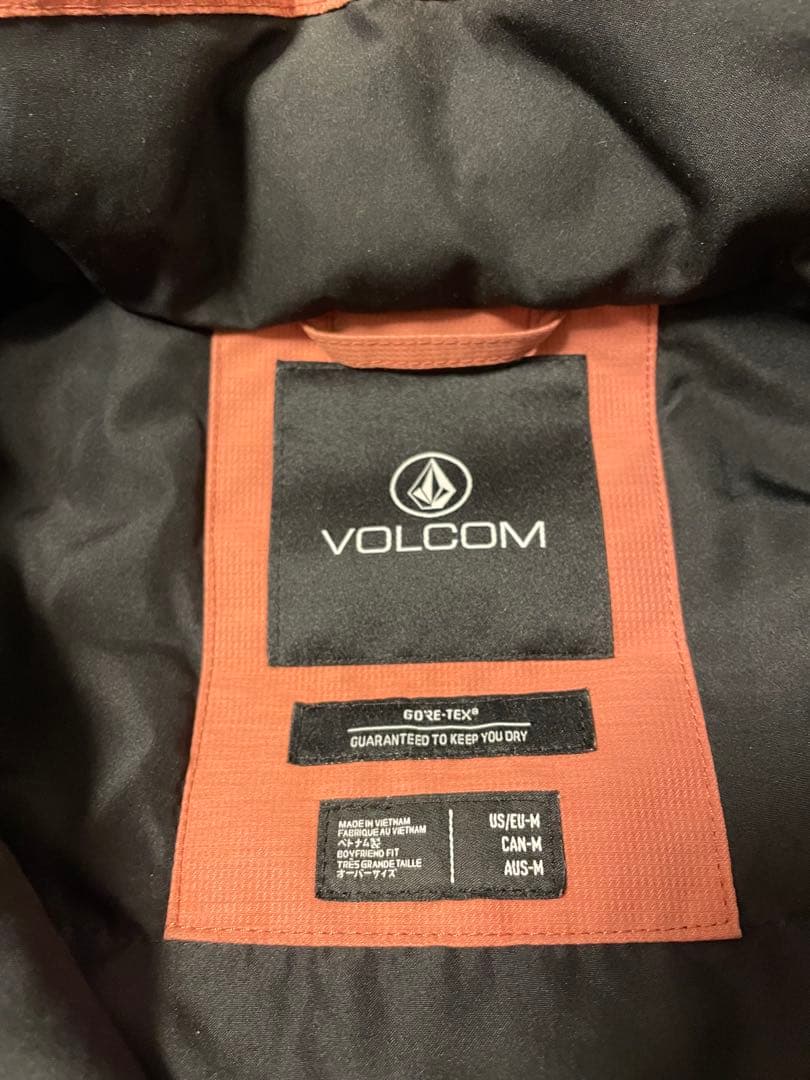 VOLCOM
GORE-TEX®
GUARANTEED TO KEEP YOU DRY
MADE IN VIETNAM
FABRIQUE AU VIETNAM
ベトナム製
BOYFRIEND FIT
TRÈS GRANDE TAILLE
オーバーサイズ
US/EU-M
CAN-M
AUS-M